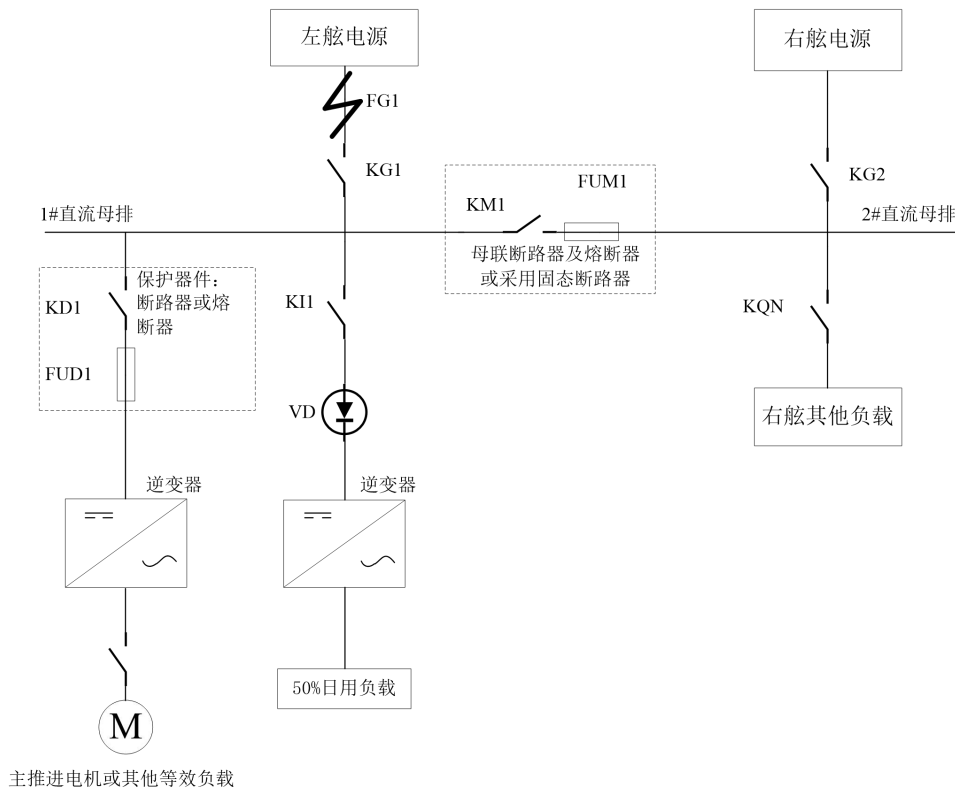 左舷电源
右舷电源
FG1
KG1
FUM1
KM1
KG2
1#直流母排
2#直流母排
母联断路器及熔断器
或采用固态断路器
保护器件：
断路器或熔
断器
KD1
KI1
KQN
FUD1
VD
右舷其他负载
逆变器
逆变器
50%日用负载
M
主推进电机或其他等效负载